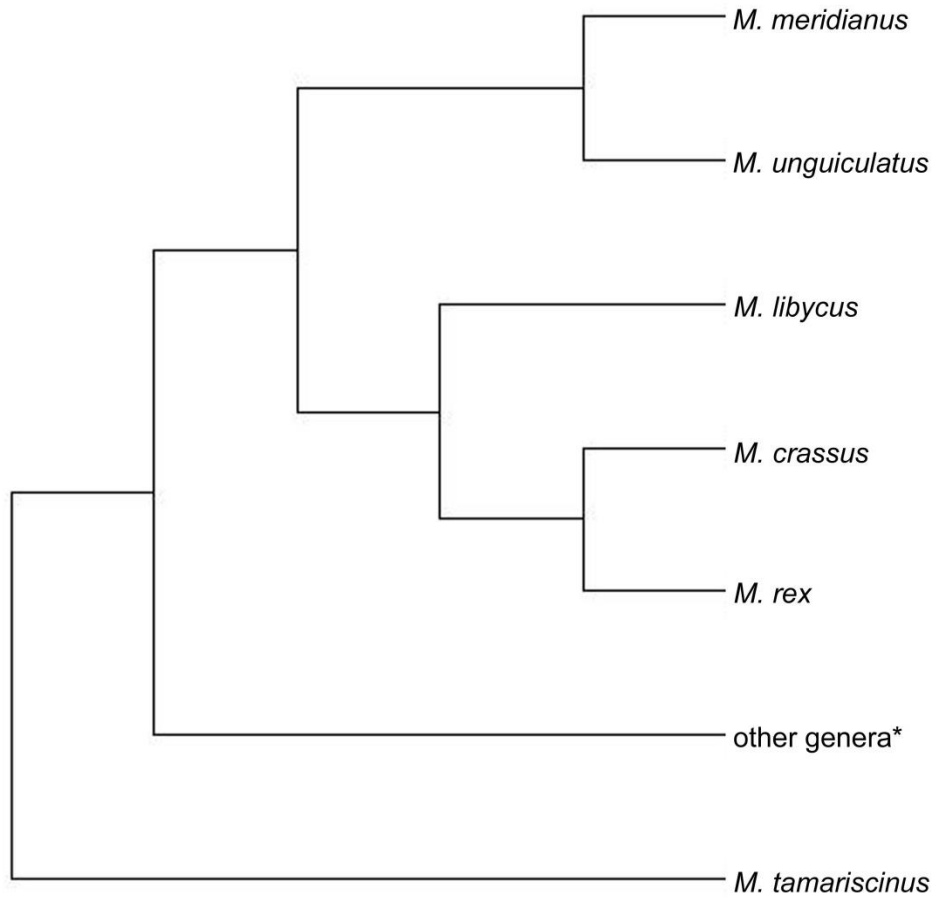 M. meridianus
M. unguiculatus
M. libycus
M. crassus
M. rex
other genera*
M. tamariscinus